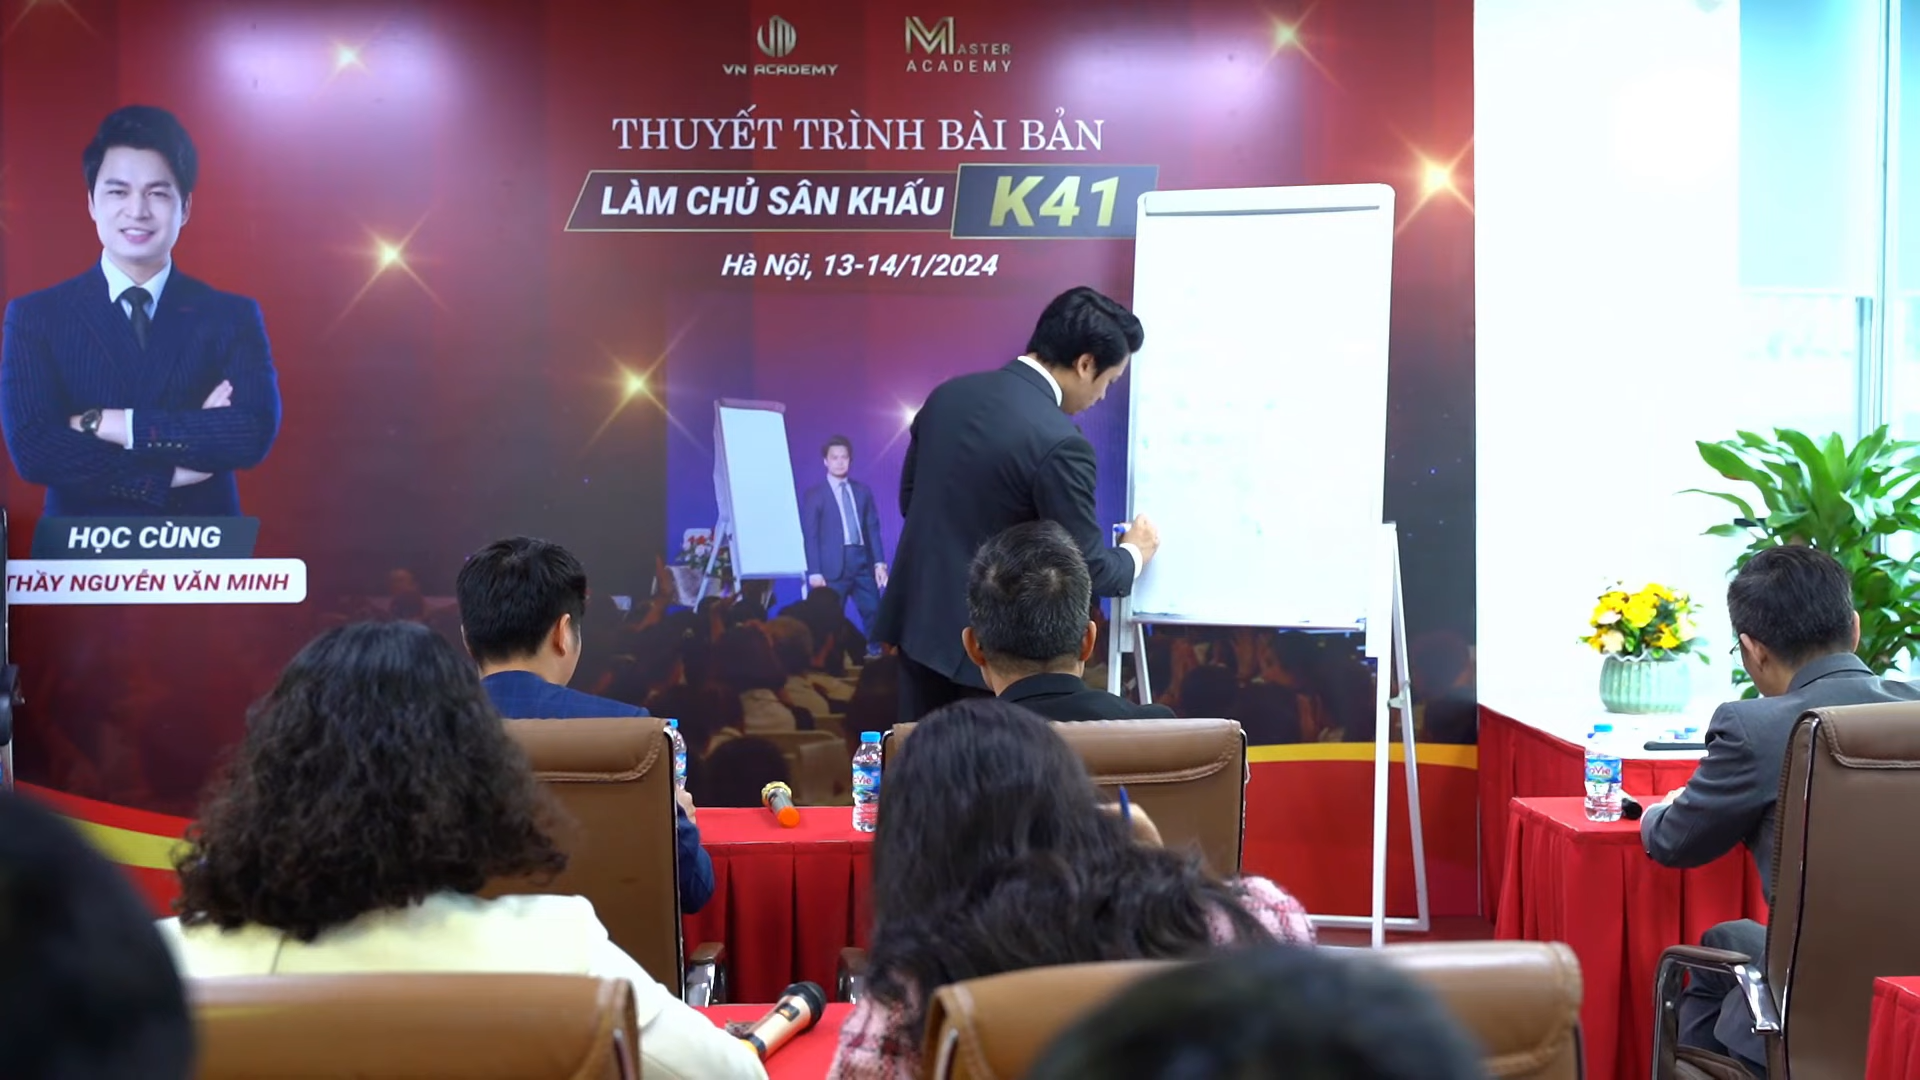 VN ACADEMY
MASTER
ACADEMY
THUYẾT TRÌNH BÀI BẢN
LÀM CHỦ SÂN KHẤU K41
Hà Nội, 13-14/1/2024
HỌC CÙNG
THẦY NGUYỄN VĂN MINH